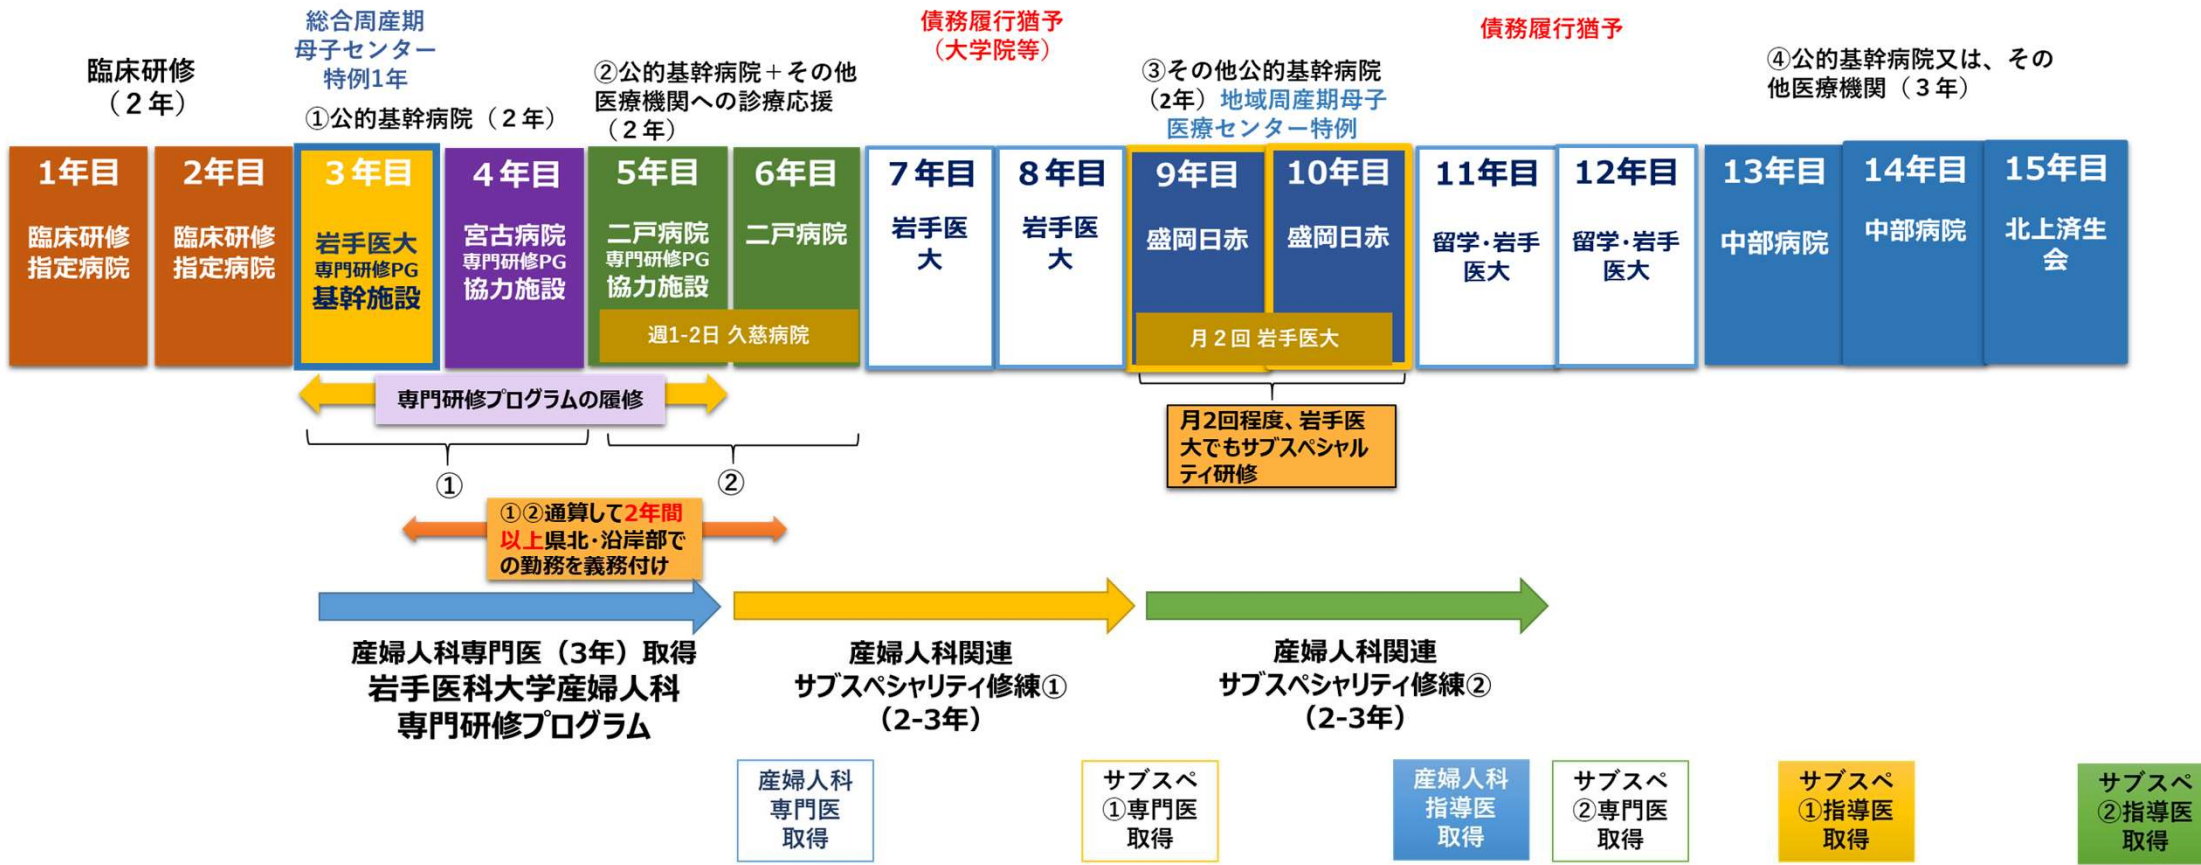 臨床研修
（２年）
総合周産期
母子センター
特例1年
①公的基幹病院（２年）
②公的基幹病院＋その他
医療機関への診療応援
（２年）
債務履行猶予
（大学院等）
③その他公的基幹病院
（2年）地域周産期母子
医療センター特例
債務履行猶予
④公的基幹病院又は、その
他医療機関（３年）
1年目
臨床研修
指定病院
2年目
臨床研修
指定病院
３年目
岩手医大
専門研修PG
基幹施設
４年目
宮古病院
専門研修PG
協力施設
5年目
二戸病院
専門研修PG
協力施設
6年目
二戸病院
週1-2日 久慈病院
７年目
岩手医
大
８年目
岩手医
大
9年目
盛岡日赤
10年目
盛岡日赤
月２回 岩手医大
11年目
留学・岩手
医大
12年目
留学・岩手
医大
13年目
中部病院
14年目
中部病院
15年目
北上済生
会
専門研修プログラムの履修
①
②
①②通算して2年間
以上県北・沿岸部で
の勤務を義務付け
月2回程度、岩手医
大でもサブスペシャル
ティ研修
産婦人科専門医（3年）取得
岩手医科大学産婦人科
専門研修プログラム
産婦人科関連
サブスペシャリティ修練①
（2-3年）
産婦人科関連
サブスペシャリティ修練②
（2-3年）
産婦人科
専門医
取得
サブスペ
①専門医
取得
産婦人科
指導医
取得
サブスペ
②専門医
取得
サブスペ
①指導医
取得
サブスペ
②指導医
取得